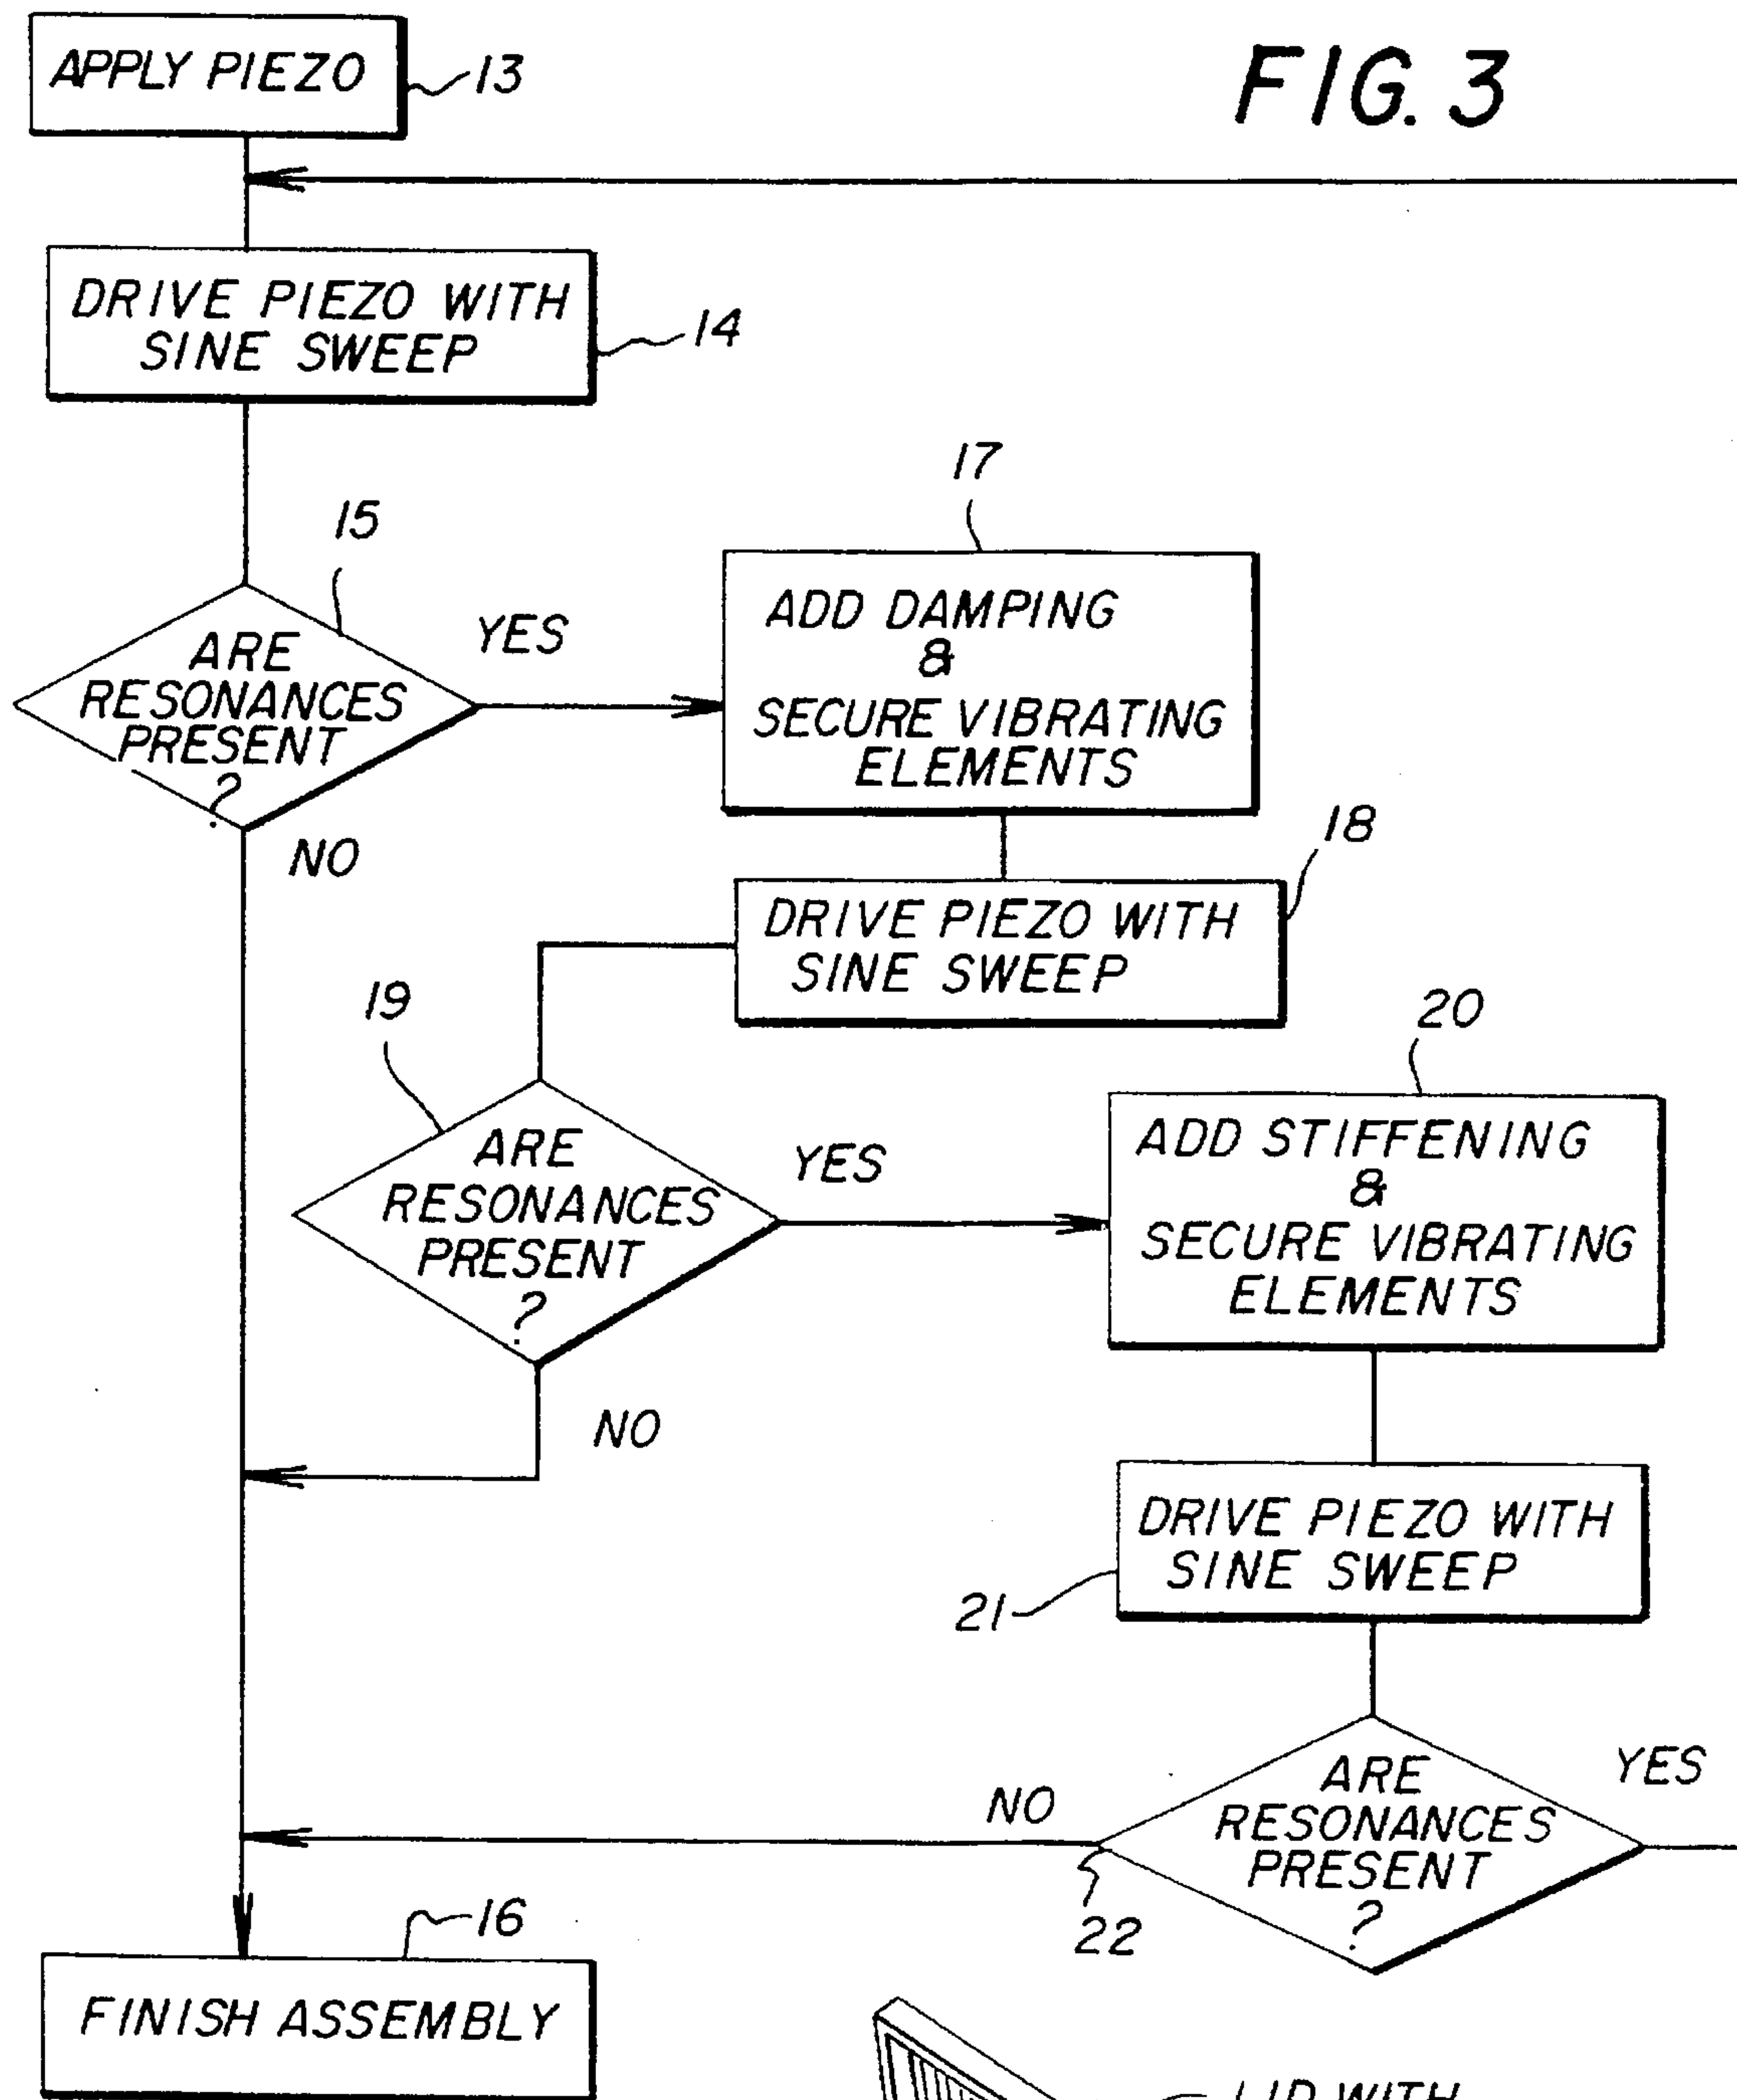 FIG. 3
APPLY PIEZO
13
DRIVE PIEZO WITH
SINE SWEEP
14
15
ARE
RESONANCES
PRESENT
?
YES
NO
17
ADD DAMPING
&
SECURE VIBRATING
ELEMENTS
18
DRIVE PIEZO WITH
SINE SWEEP
19
ARE
RESONANCES
PRESENT
?
YES
NO
20
ADD STIFFENING
&
SECURE VIBRATING
ELEMENTS
DRIVE PIEZO WITH
SINE SWEEP
21
ARE
RESONANCES
PRESENT
?
YES
NO
22
16
FINISH ASSEMBLY
LID WITH